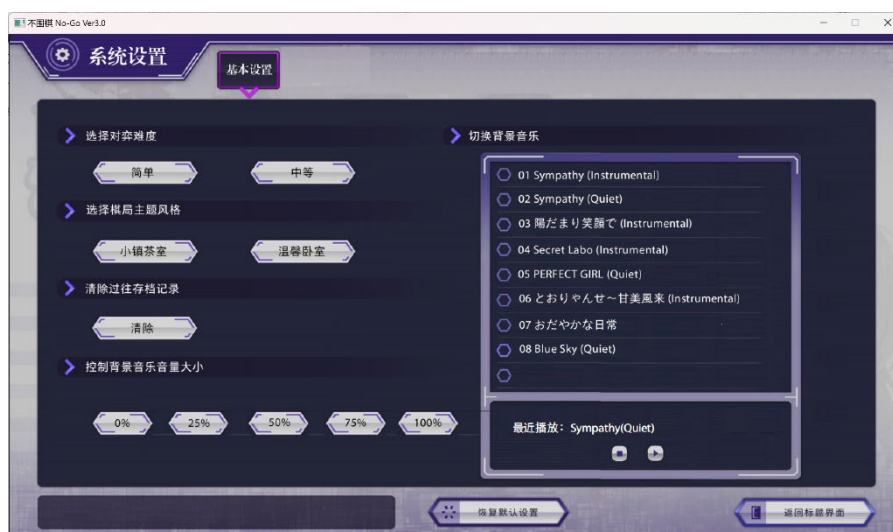 不围棋 No-Go Ver3.0
系统设置
基本设置
选择对弈难度
简单
中等
选择棋局主题风格
小镇茶室
温馨卧室
清除过往存档记录
清除
控制背景音乐音量大小
0%
25%
50%
75%
100%
切换背景音乐
01 Sympathy (Instrumental)
02 Sympathy (Quiet)
03 陽だまり笑顔で (Instrumental)
04 Secret Labo (Instrumental)
05 PERFECT GIRL (Quiet)
06 とおりゃんせ～甘美風来 (Instrumental)
07 おだやかな日常
08 Blue Sky (Quiet)
最近播放：Sympathy(Quiet)
恢复默认设置
返回标题界面